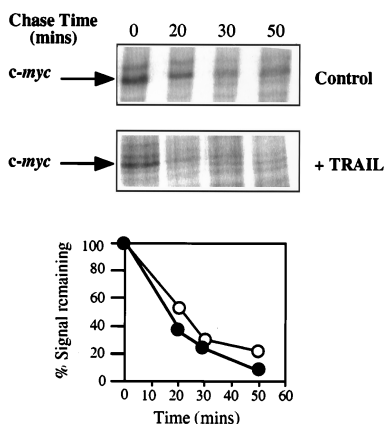 Chase Time 0 20 30 50
(mins)
c-myc Control
c-myc + TRAIL
% Signal remaining
100
80
60
40
20
0
0 10 20 30 40 50 60
Time (mins)